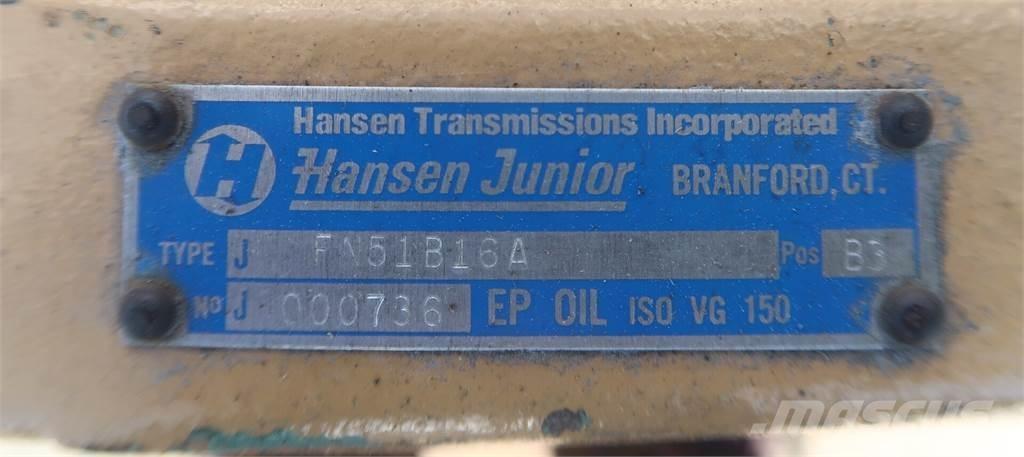 Hansen Transmissions Incorporated
H Hansen Junior BRANFORD, CT.
TYPE J FN51B16A Pos B3
No J 000736 EP OIL ISO VG 150
MASCUS